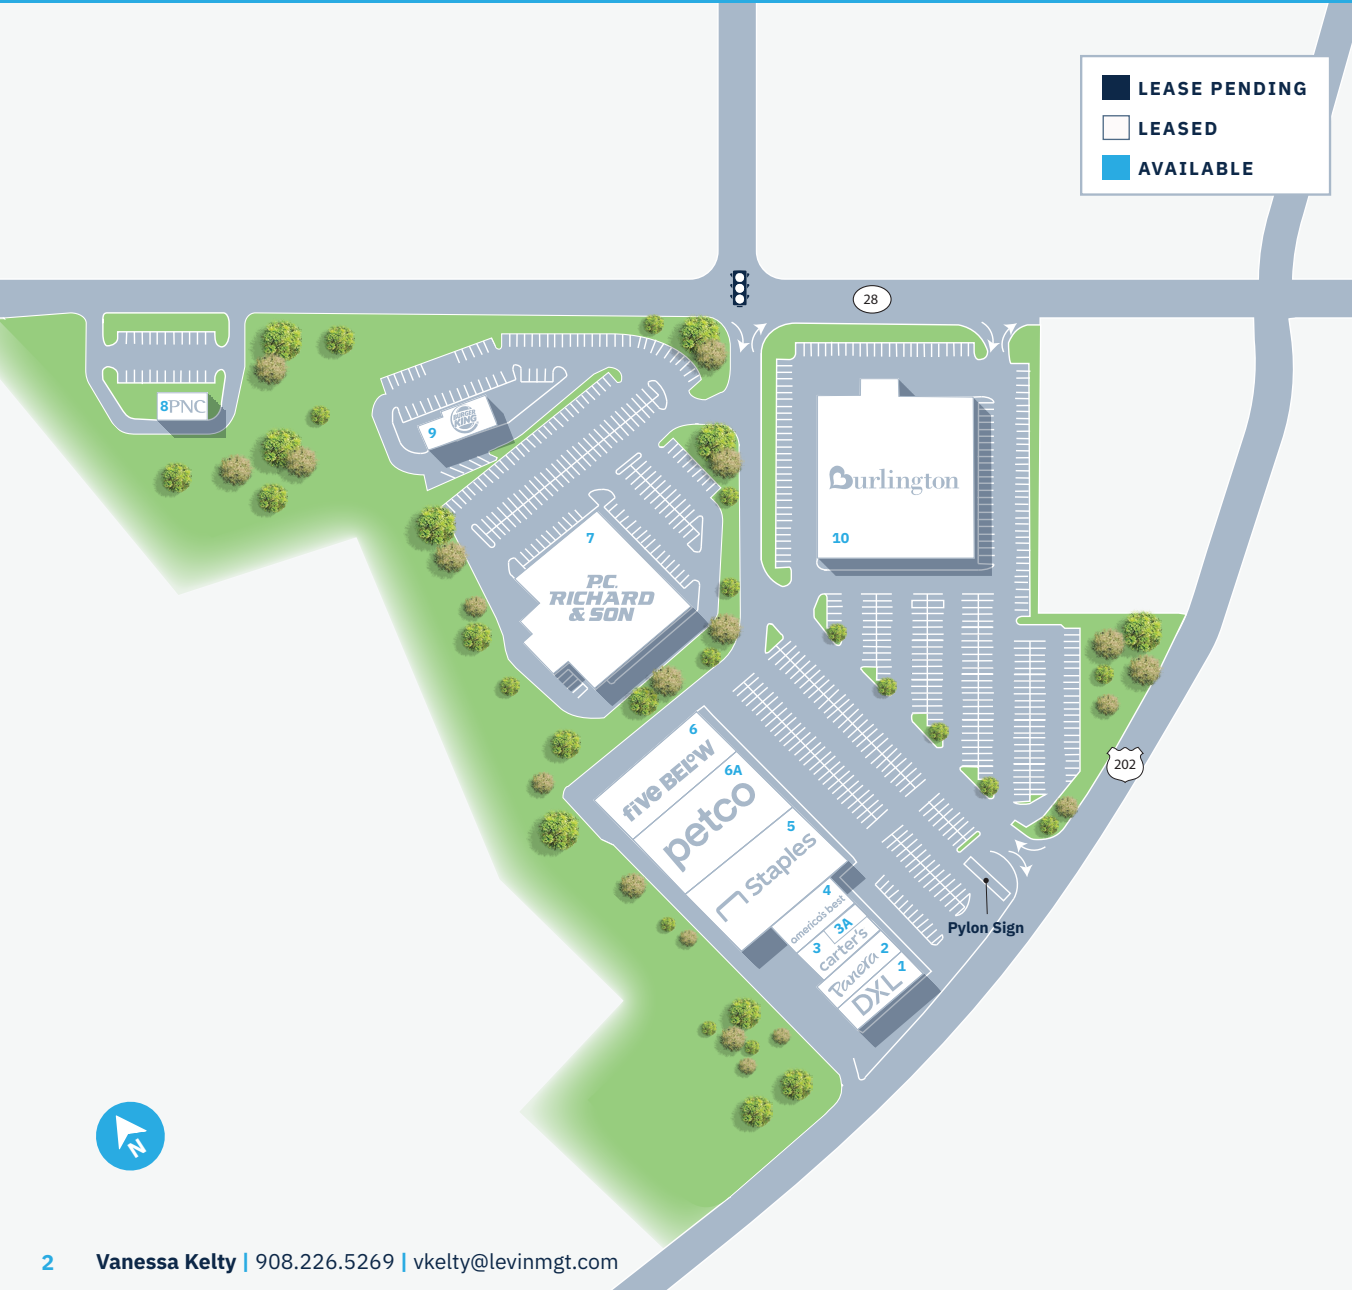 LEASE PENDING
LEASED
AVAILABLE
28
8
PNC
9
BURGER
KING
Burlington
10
7
P.C.
RICHARD
& SON
6
five BELOW
6A
petco
5
Staples
4
america's best
3A
3
carter's
2
Panera
1
DXL
202
Pylon Sign
N
2 Vanessa Kelty | 908.226.5269 | vkelty@levinmgt.com